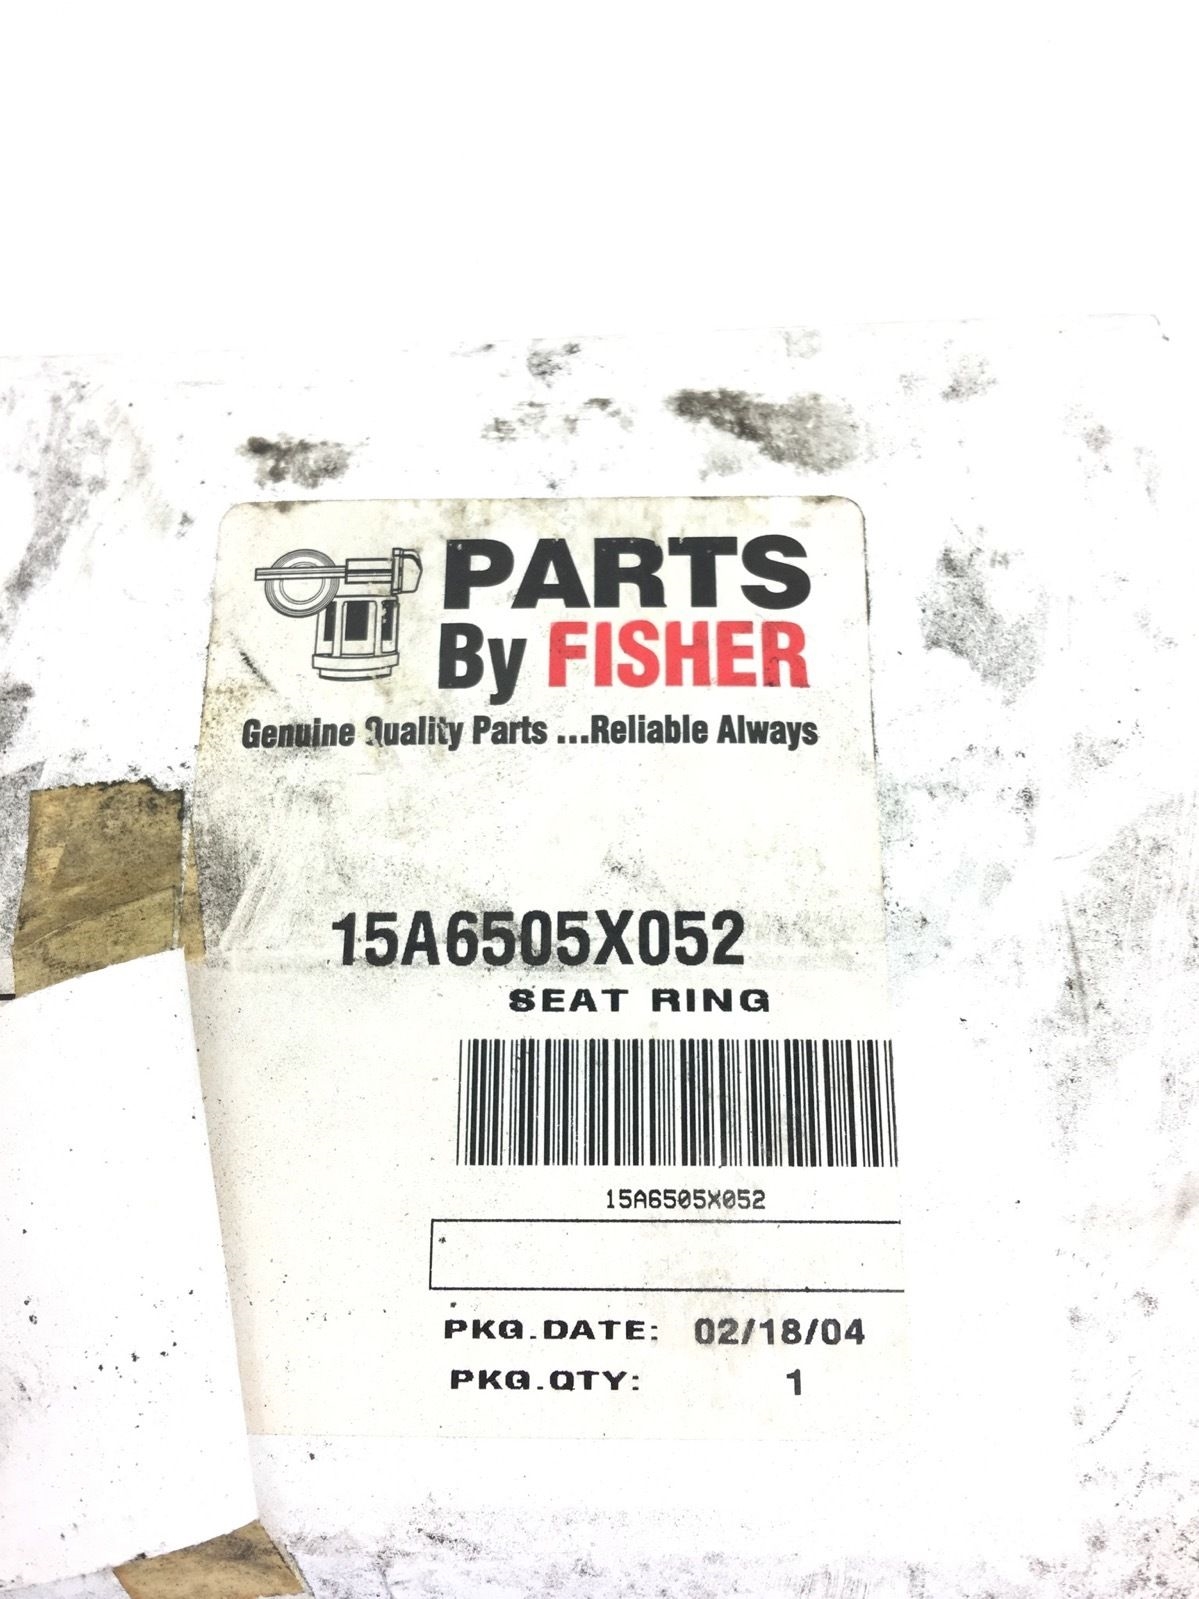 PARTS
By FISHER
Genuine Quality Parts ...Reliable Always
15A6505X052
SEAT RING
15A6505X052
PKG.DATE: 02/18/04
PKG.QTY: 1